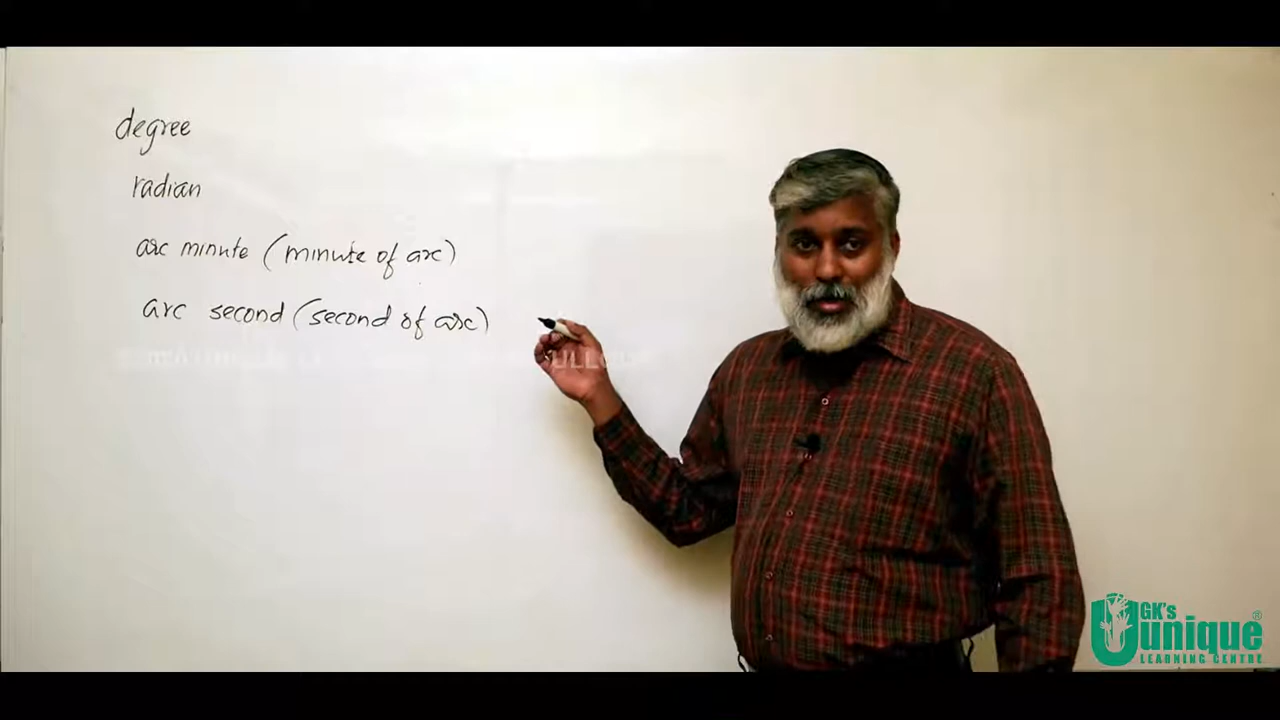 degree
radian
arc minute (minute of arc)
arc second (second of arc)
GK's
unique ®
LEARNING CENTRE